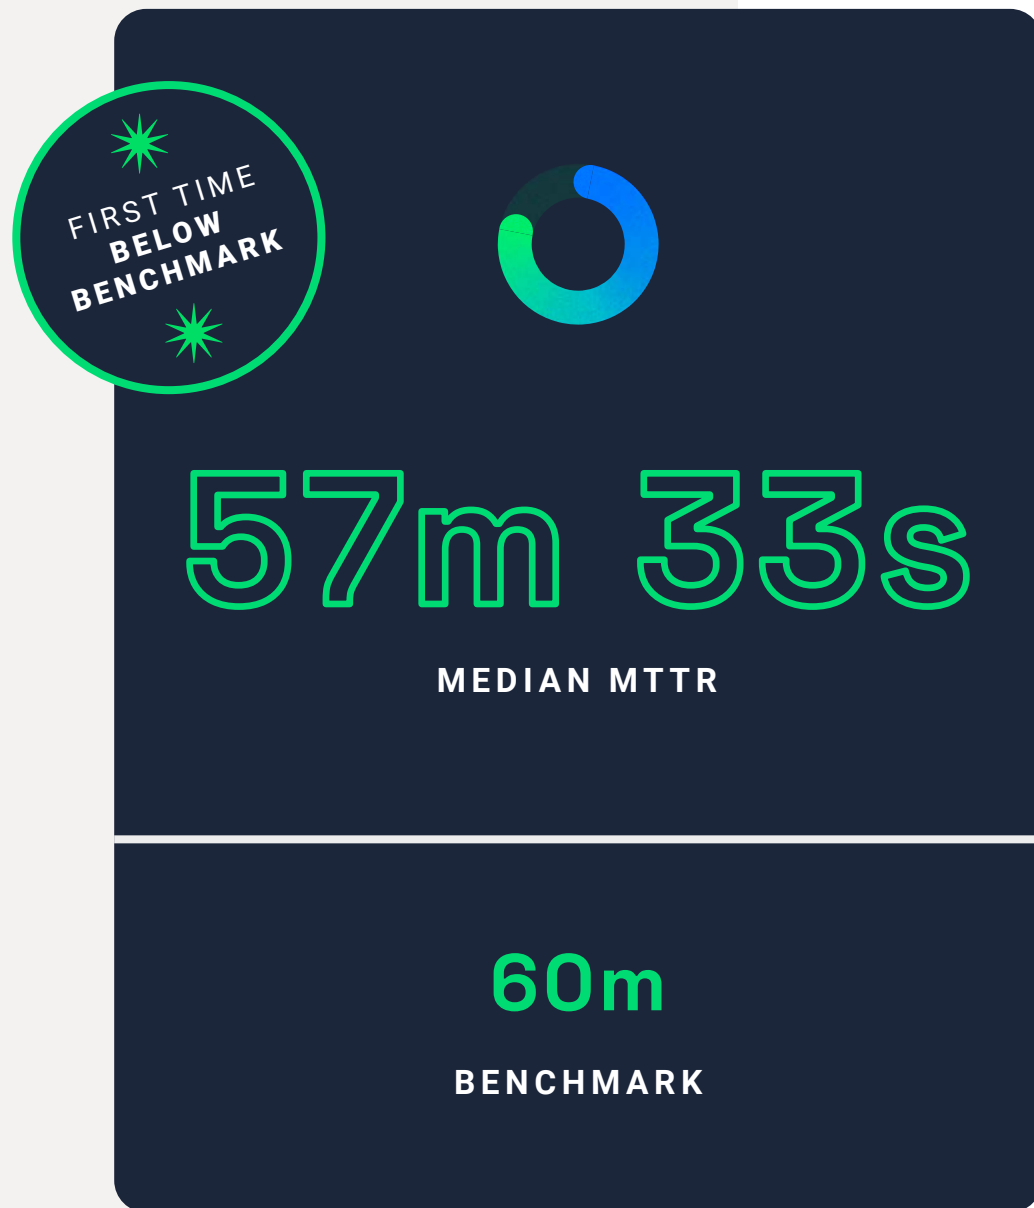 FIRST TIME
BELOW
BENCHMARK
57m 33s
MEDIAN MTTR
60m
BENCHMARK